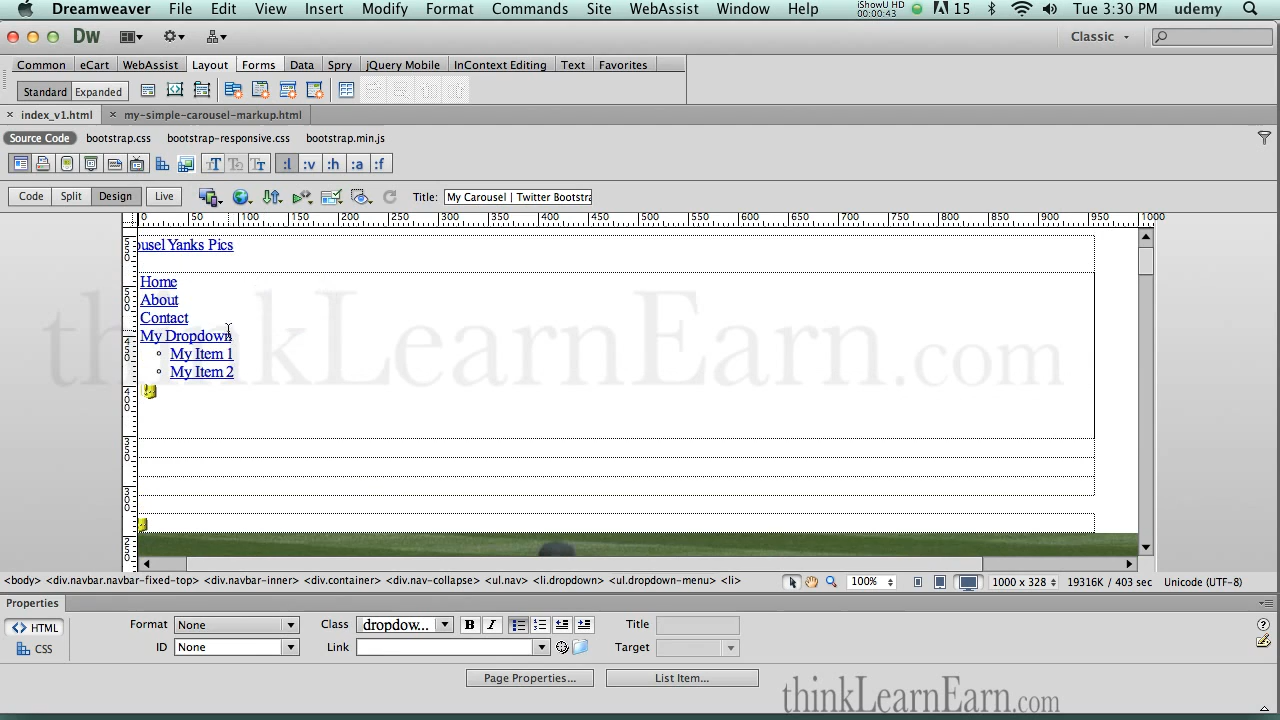 Dreamweaver File Edit View Insert Modify Format Commands Site WebAssist Window Help iShowU HD 00:00:43 15 Tue 3:30 PM udemy
Dw Classic
Common eCart WebAssist Layout Forms Data Spry jQuery Mobile InContext Editing Text Favorites
Standard Expanded
index_v1.html my-simple-carousel-markup.html
Source Code bootstrap.css bootstrap-responsive.css bootstrap.min.js
:l :v :h :a :f
Code Split Design Live Title: My Carousel | Twitter Bootstra
0 50 100 150 200 250 300 350 400 450 500 550 600 650 700 750 800 850 900 950 1000
ousel Yanks Pics
Home
About
Contact
My Dropdown
My Item 1
My Item 2
thinkLearnEarn.com
<body> <div.navbar.navbar-fixed-top> <div.navbar-inner> <div.container> <div.nav-collapse> <ul.nav> <li.dropdown> <ul.dropdown-menu> <li> 100% 1000 x 328 19316K / 403 sec Unicode (UTF-8)
Properties
<> HTML Format None Class dropdow... B I Title
CSS ID None Link Target
Page Properties... List Item...
thinkLearnEarn.com